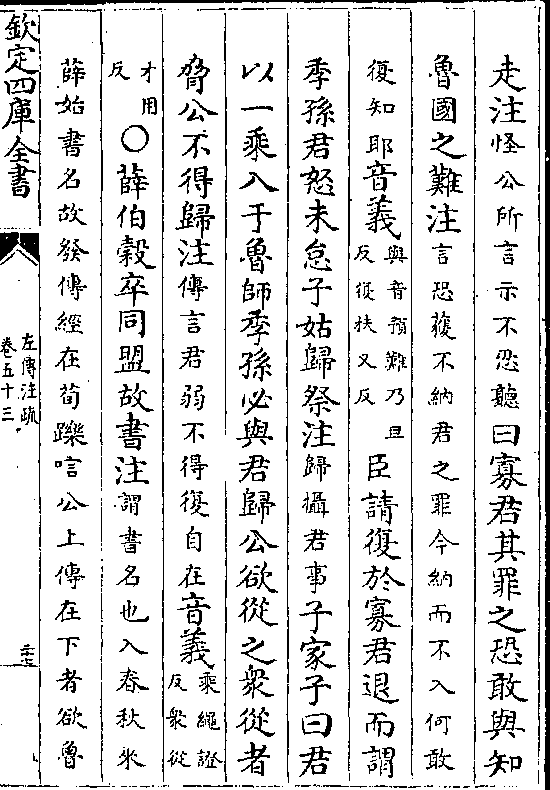 走注怪公所言示不忍聽曰寡君其罪之恐敢與知
魯國之難注言恐獲不納君之罪今納而不入何敢
復知耶音義與音預難乃旦反復扶又反臣請復於寡君退而謂
季孫君怒未怠子姑歸祭注歸攝君事子家子曰君
以一乘入于魯師季孫必與君歸公欲從之衆從者
脅公不得歸注傳言君弱不得復自在音義乘繩證反衆從
才用反○薛伯穀卒同盟故書注謂書名也入春秋來
薛始書名故發傳經在荀躒唁公上傳在下者欲魯
欽定四庫全書
左傳注疏
卷五十三